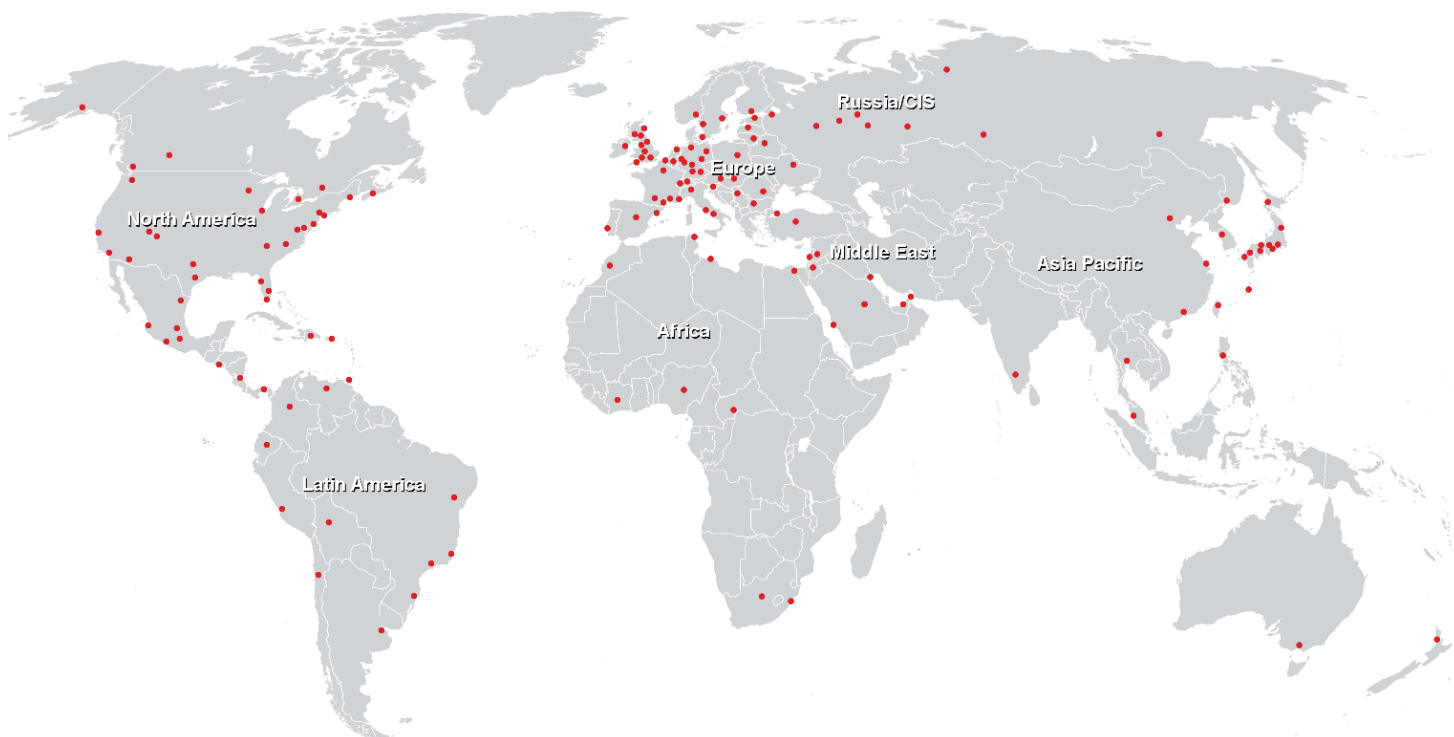 Russia/CIS
Europe
North America
Middle East
Asia Pacific
Africa
Latin America